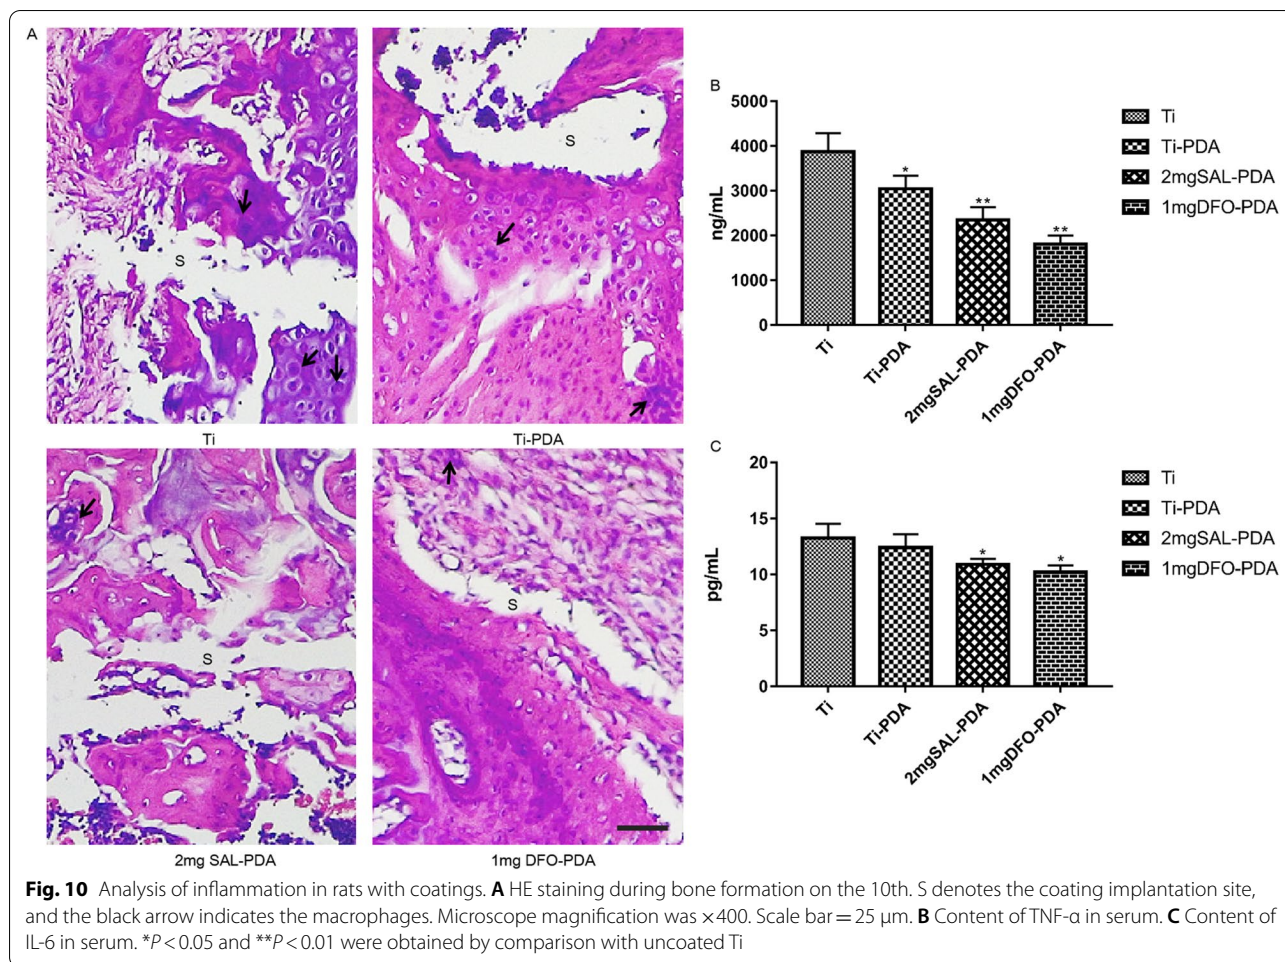 A
S
S
Ti
Ti-PDA
S
S
2mg SAL-PDA
1mg DFO-PDA
B
5000
4000
3000
2000
1000
0
ng/mL
*
**
**
Ti
Ti-PDA
2mgSAL-PDA
1mgDFO-PDA
Ti
Ti-PDA
2mgSAL-PDA
1mgDFO-PDA
C
20
15
10
5
0
pg/mL
*
*
Ti
Ti-PDA
2mgSAL-PDA
1mgDFO-PDA
Ti
Ti-PDA
2mgSAL-PDA
1mgDFO-PDA
Fig. 10 Analysis of inflammation in rats with coatings. A HE staining during bone formation on the 10th. S denotes the coating implantation site,
and the black arrow indicates the macrophages. Microscope magnification was ×400. Scale bar = 25 μm. B Content of TNF-α in serum. C Content of
IL-6 in serum. *P < 0.05 and **P < 0.01 were obtained by comparison with uncoated Ti